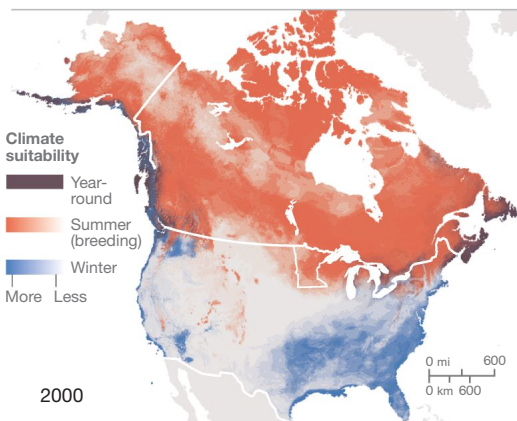 Climate
suitability
Year-
round
Summer
(breeding)
Winter
More Less
0 mi 600
0 km 600
2000